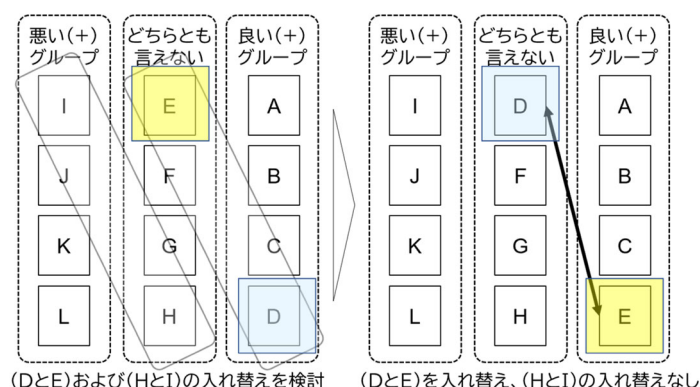 悪い(+)
グループ
どちらとも
言えない
良い(+)
グループ
I
E
A
J
F
B
K
G
C
L
H
D
(DとE)および(HとI)の入れ替えを検討
悪い(+)
グループ
どちらとも
言えない
良い(+)
グループ
I
D
A
J
F
B
K
G
C
L
H
E
(DとE)を入れ替え、(HとI)の入れ替えなし